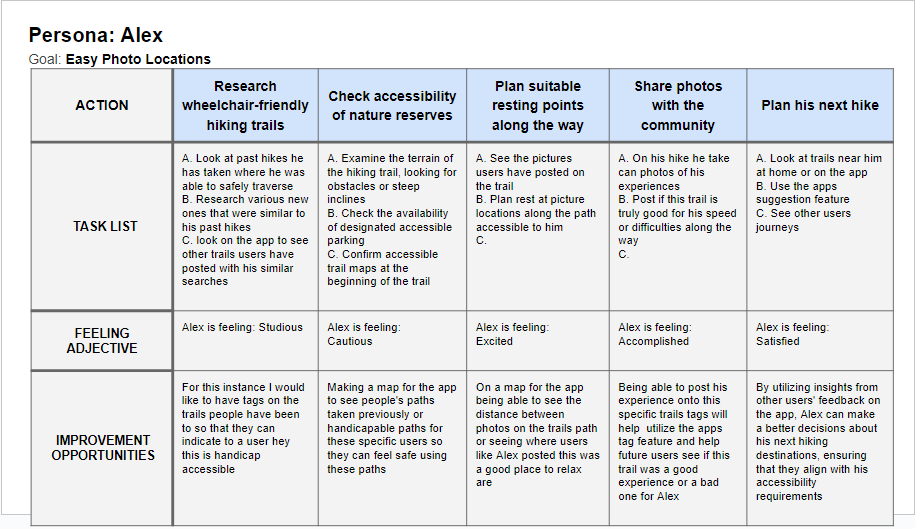 Persona: Alex
Goal: Easy Photo Locations
ACTION
Research
wheelchair-friendly
hiking trails
Check accessibility
of nature reserves
Plan suitable
resting points
along the way
Share photos
with the
community
Plan his next hike
TASK LIST
A. Look at past hikes he
has taken where he was
able to safely traverse
B. Research various new
ones that were similar to
his past hikes
C. look on the app to see
other trails users have
posted with his similar
searches
A. Examine the terrain of
the hiking trail, looking for
obstacles or steep
inclines
B. Check the availability
of designated accessible
parking
C. Confirm accessible
trail maps at the
beginning of the trail
A. See the pictures
users have posted on
the trail
B. Plan rest at picture
locations along the path
accessible to him
C.
A. On his hike he take
can photos of his
experiences
B. Post if this trail is
truly good for his speed
or difficulties along the
way
C.
A. Look at trails near him
at home or on the app
B. Use the apps
suggestion feature
C. See other users
journeys
FEELING
ADJECTIVE
Alex is feeling: Studious
Alex is feeling:
Cautious
Alex is feeling:
Excited
Alex is feeling:
Accomplished
Alex is feeling:
Satisfied
IMPROVEMENT
OPPORTUNITIES
For this instance I would
like to have tags on the
trails people have been
to so that they can
indicate to a user hey
this is handicap
accessible
Making a map for the app
to see people's paths
taken previously or
handicapable paths for
these specific users so
they can feel safe using
these paths
On a map for the app
being able to see the
distance between
photos on the trails path
or seeing where users
like Alex posted this was
a good place to relax
are
Being able to post his
experience onto this
specific trails tags will
help utilize the apps
tag feature and help
future users see if this
trail was a good
experience or a bad
one for Alex
By utilizing insights from
other users' feedback on
the app, Alex can make
a better decisions about
his next hiking
destinations, ensuring
that they align with his
accessibility
requirements